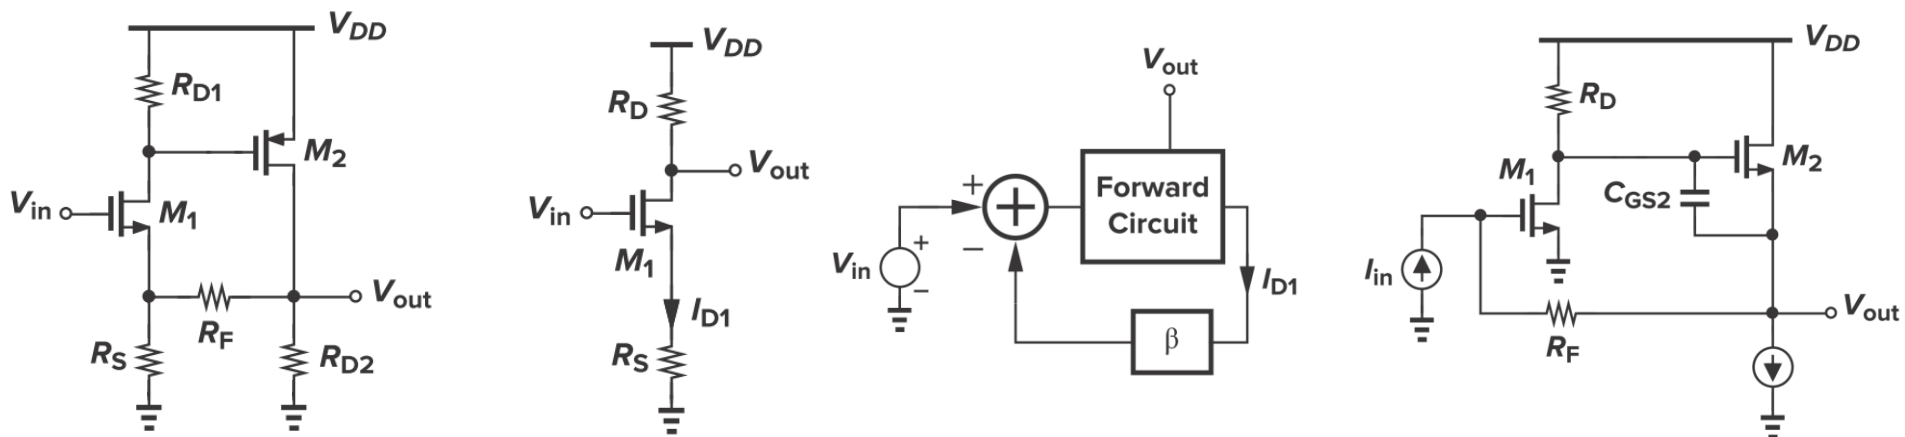 VDD
RD1
M2
Vin
M1
Vout
RF
RS
RD2
VDD
RD
Vout
Vin
M1
ID1
RS
Vout
+
+
−
Forward
Circuit
Vin
+
−
ID1
β
VDD
RD
M1
M2
CGS2
Iin
RF
Vout